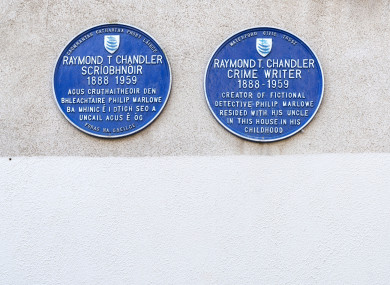 RAYMOND T CHANDLER
SCRIOBHNOIR
1888 1959
AGUS CRUTHAITHEOIR DEN
BHLEACHTAIRE PHILIP MARLOWE
BA MHINIC É I DTIGH SEO A
UNCAIL AGUS É OG
WATERFORD CIVIC TRUST
RAYMOND T. CHANDLER
CRIME WRITER
1888-1959
CREATOR OF FICTIONAL
DETECTIVE PHILIP MARLOWE
RESIDED WITH HIS UNCLE
IN THIS HOUSE IN HIS
CHILDHOOD